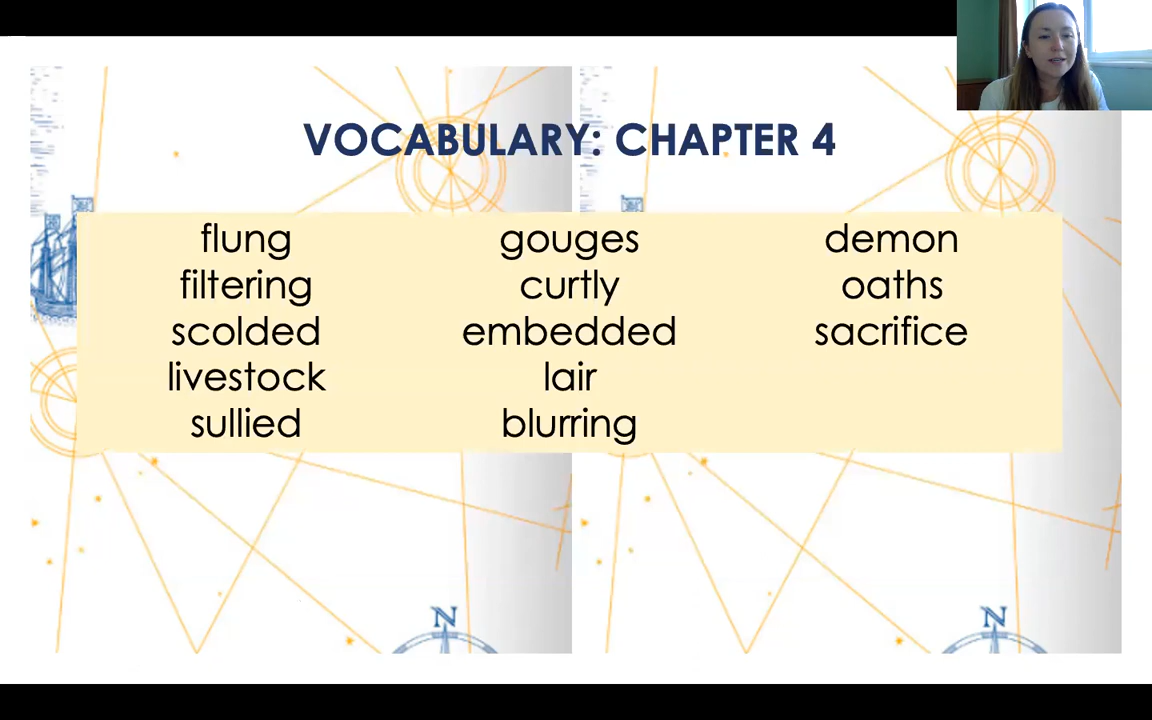 VOCABULARY: CHAPTER 4
flung
filtering
scolded
livestock
sullied
gouges
curtly
embedded
lair
blurring
demon
oaths
sacrifice
N
N